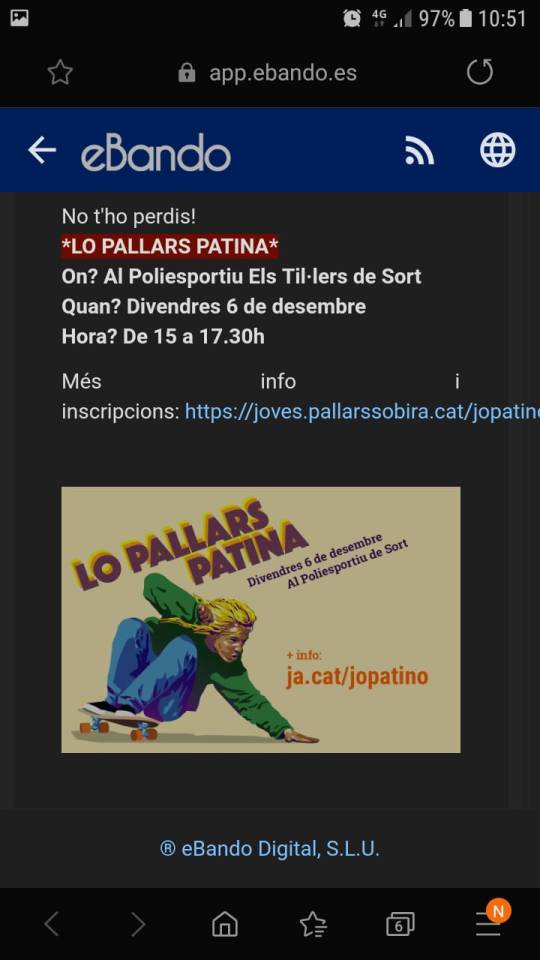 4G 97% 10:51
app.ebando.es
eBando
No t'ho perdis!
*LO PALLARS PATINA*
On? Al Poliesportiu Els Til·lers de Sort
Quan? Divendres 6 de desembre
Hora? De 15 a 17.30h
Més info i
inscripcions: https://joves.pallarssobira.cat/jopatino
LO PALLARS
PATINA
Divendres 6 de desembre
Al Poliesportiu de Sort
+ info:
ja.cat/jopatino
® eBando Digital, S.L.U.
6
N